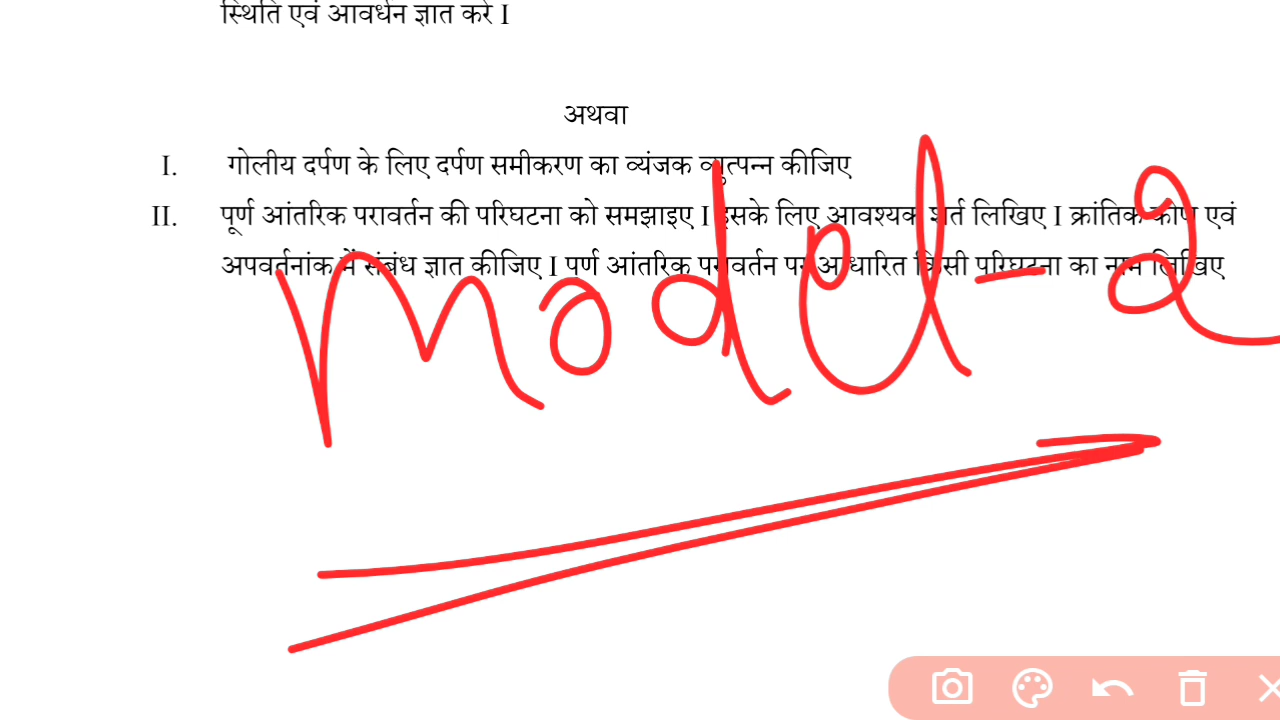 स्थिति एवं आवर्धन ज्ञात करे I
अथवा
I. गोलीय दर्पण के लिए दर्पण समीकरण का व्यंजक व्युत्पन्न कीजिए
II. पूर्ण आंतरिक परावर्तन की परिघटना को समझाइए I इसके लिए आवश्यक शर्त लिखिए I क्रांतिक कोण एवं
अपवर्तनांक में संबंध ज्ञात कीजिए I पूर्ण आंतरिक परावर्तन पर आधारित किसी परिघटना का नाम लिखिए
model-2